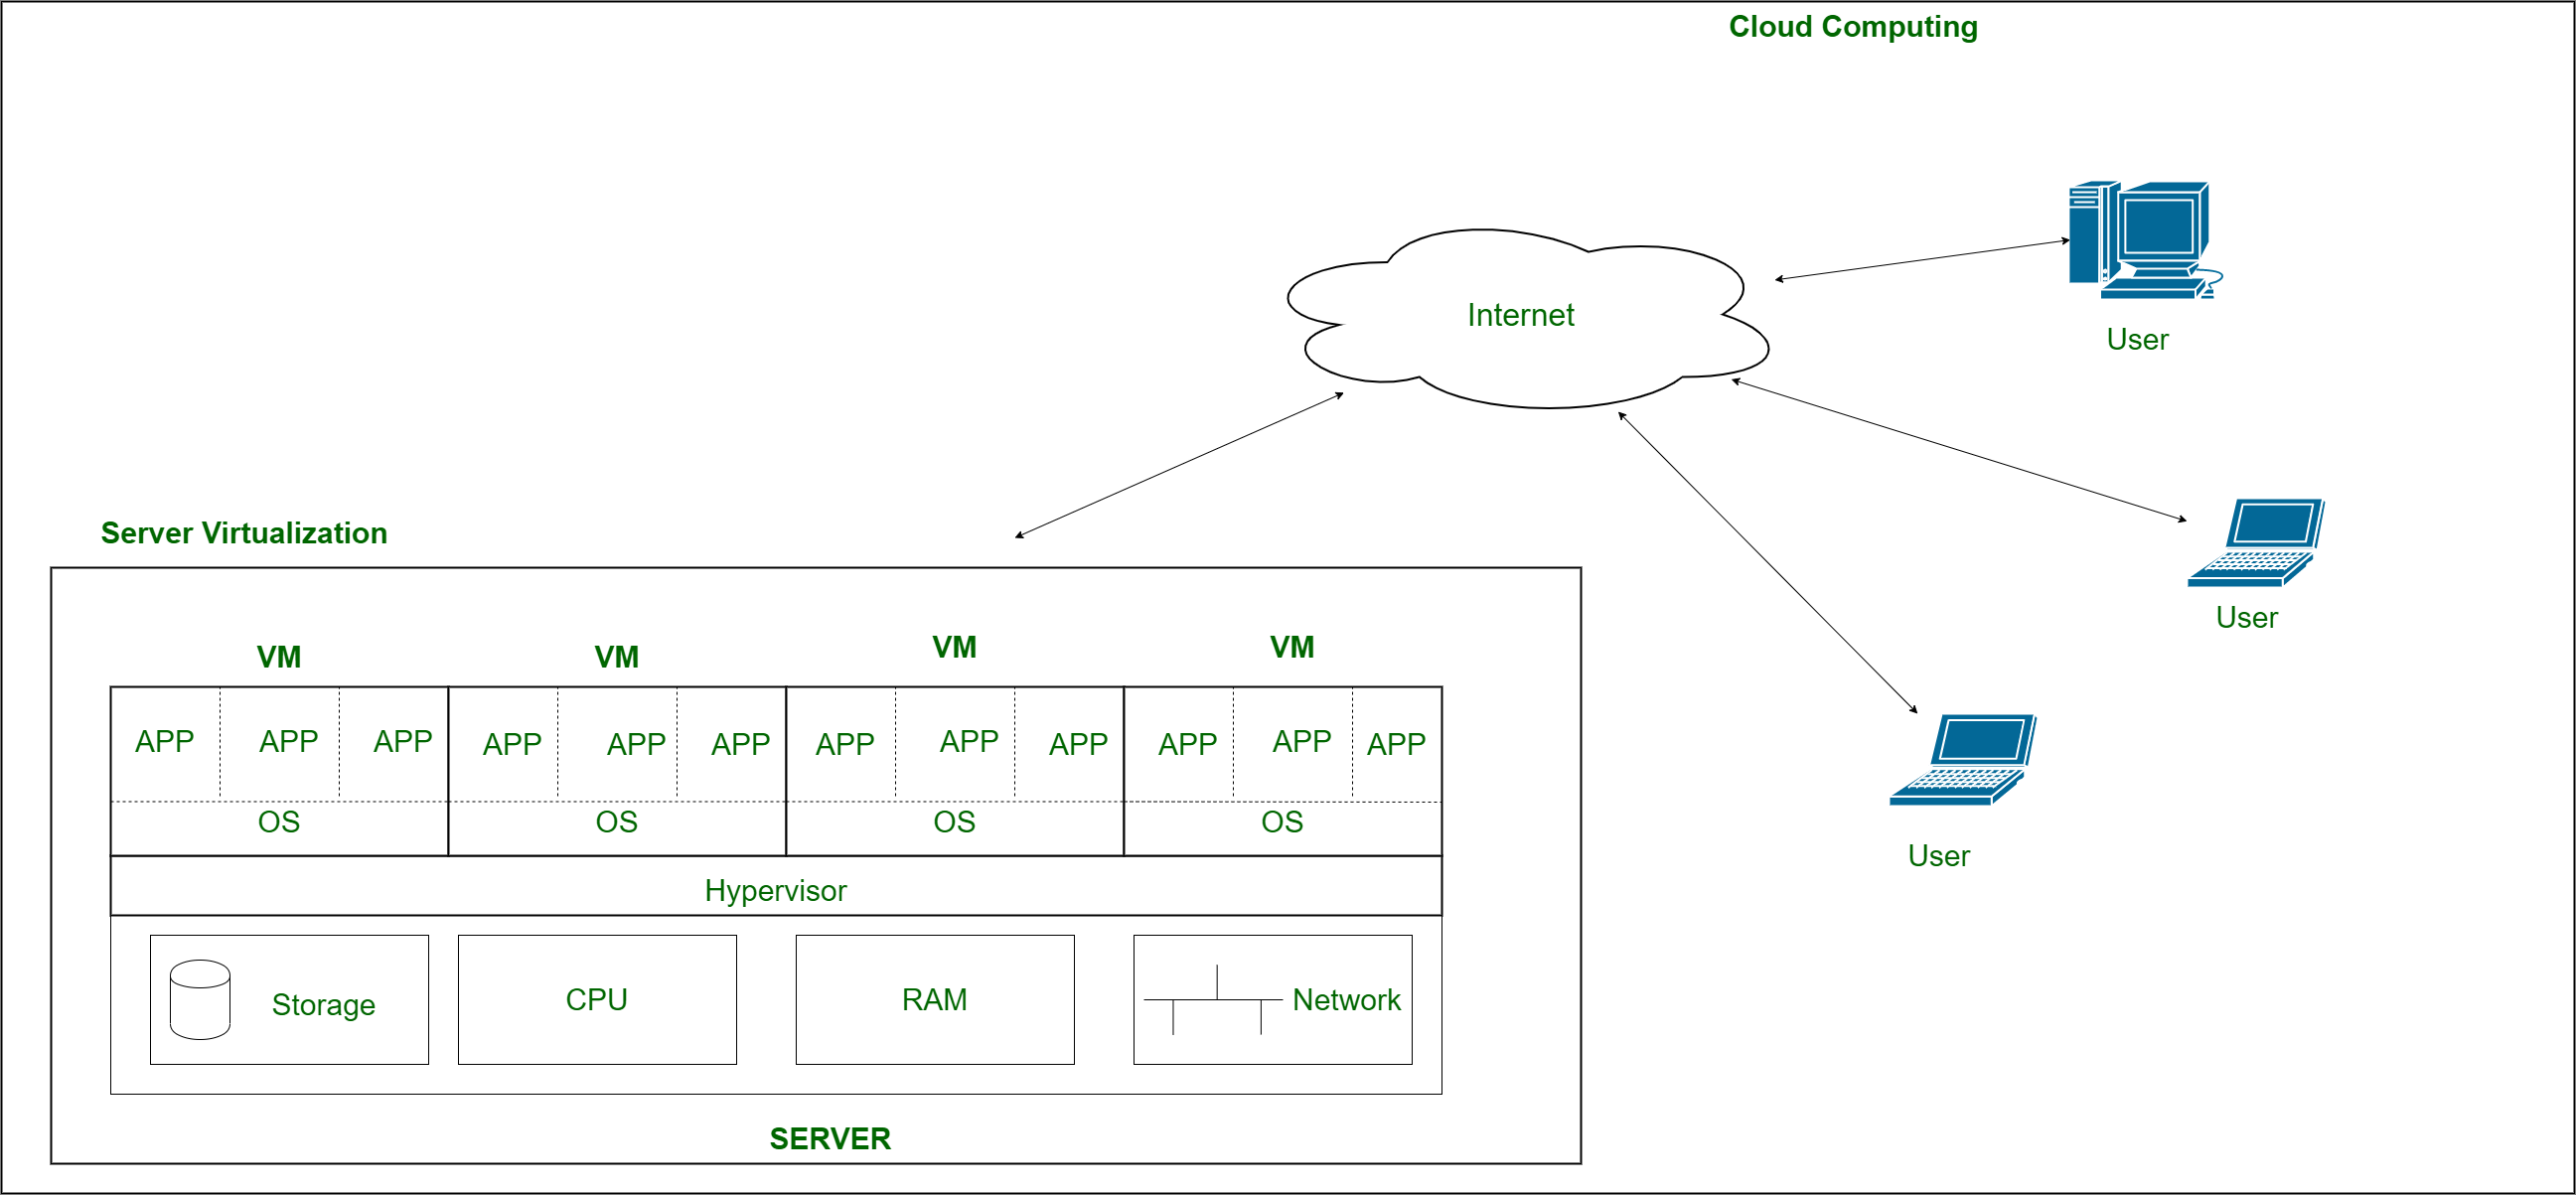 Cloud Computing
Internet
User
User
User
Server Virtualization
VM VM VM VM
APP APP APP APP APP APP APP APP APP APP APP APP
OS OS OS OS
Hypervisor
Storage CPU RAM Network
SERVER